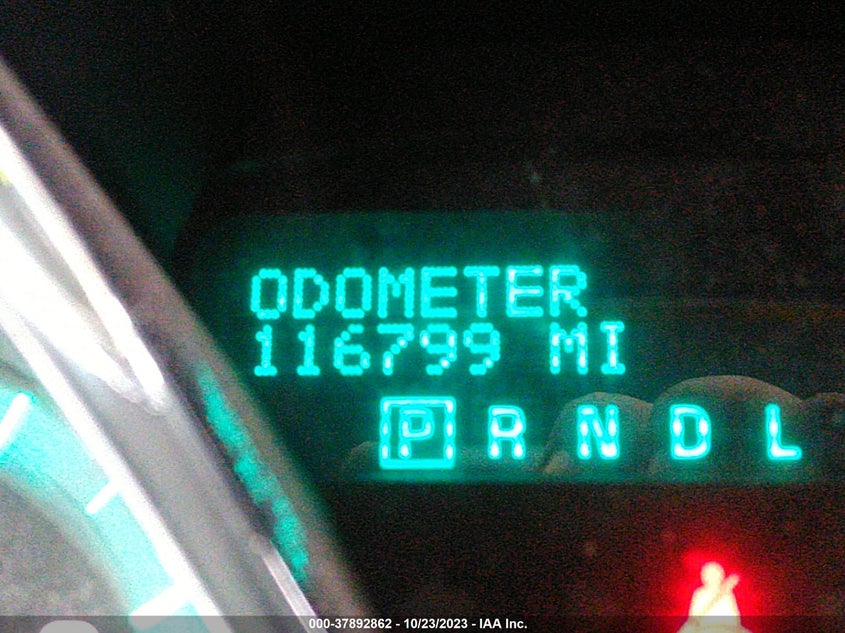 ODOMETER
116799 MI
P R N D L
000-37892862 - 10/23/2023 - IAA Inc.